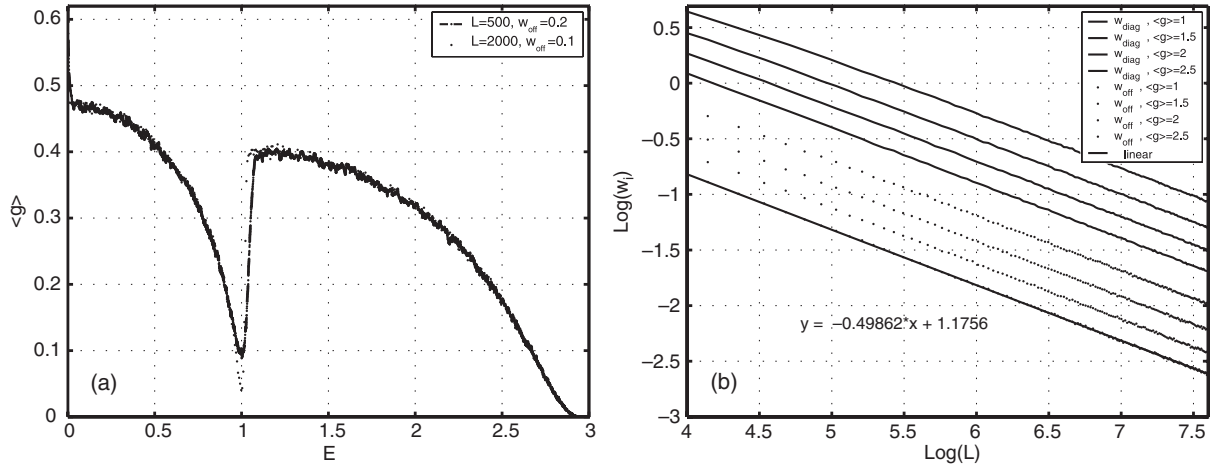 0.6
0.5
0.4
0.3
0.2
0.1
0
<g>
0
0.5
1
1.5
2
2.5
3
E
L=500, w_off=0.2
L=2000, w_off=0.1
(a)
0.5
0
−0.5
−1
−1.5
−2
−2.5
−3
Log(w_i)
4
4.5
5
5.5
6
6.5
7
7.5
Log(L)
w_diag , <g>=1
w_diag , <g>=1.5
w_diag , <g>=2
w_diag , <g>=2.5
w_off , <g>=1
w_off , <g>=1.5
w_off , <g>=2
w_off , <g>=2.5
linear
y = −0.49862*x + 1.1756
(b)